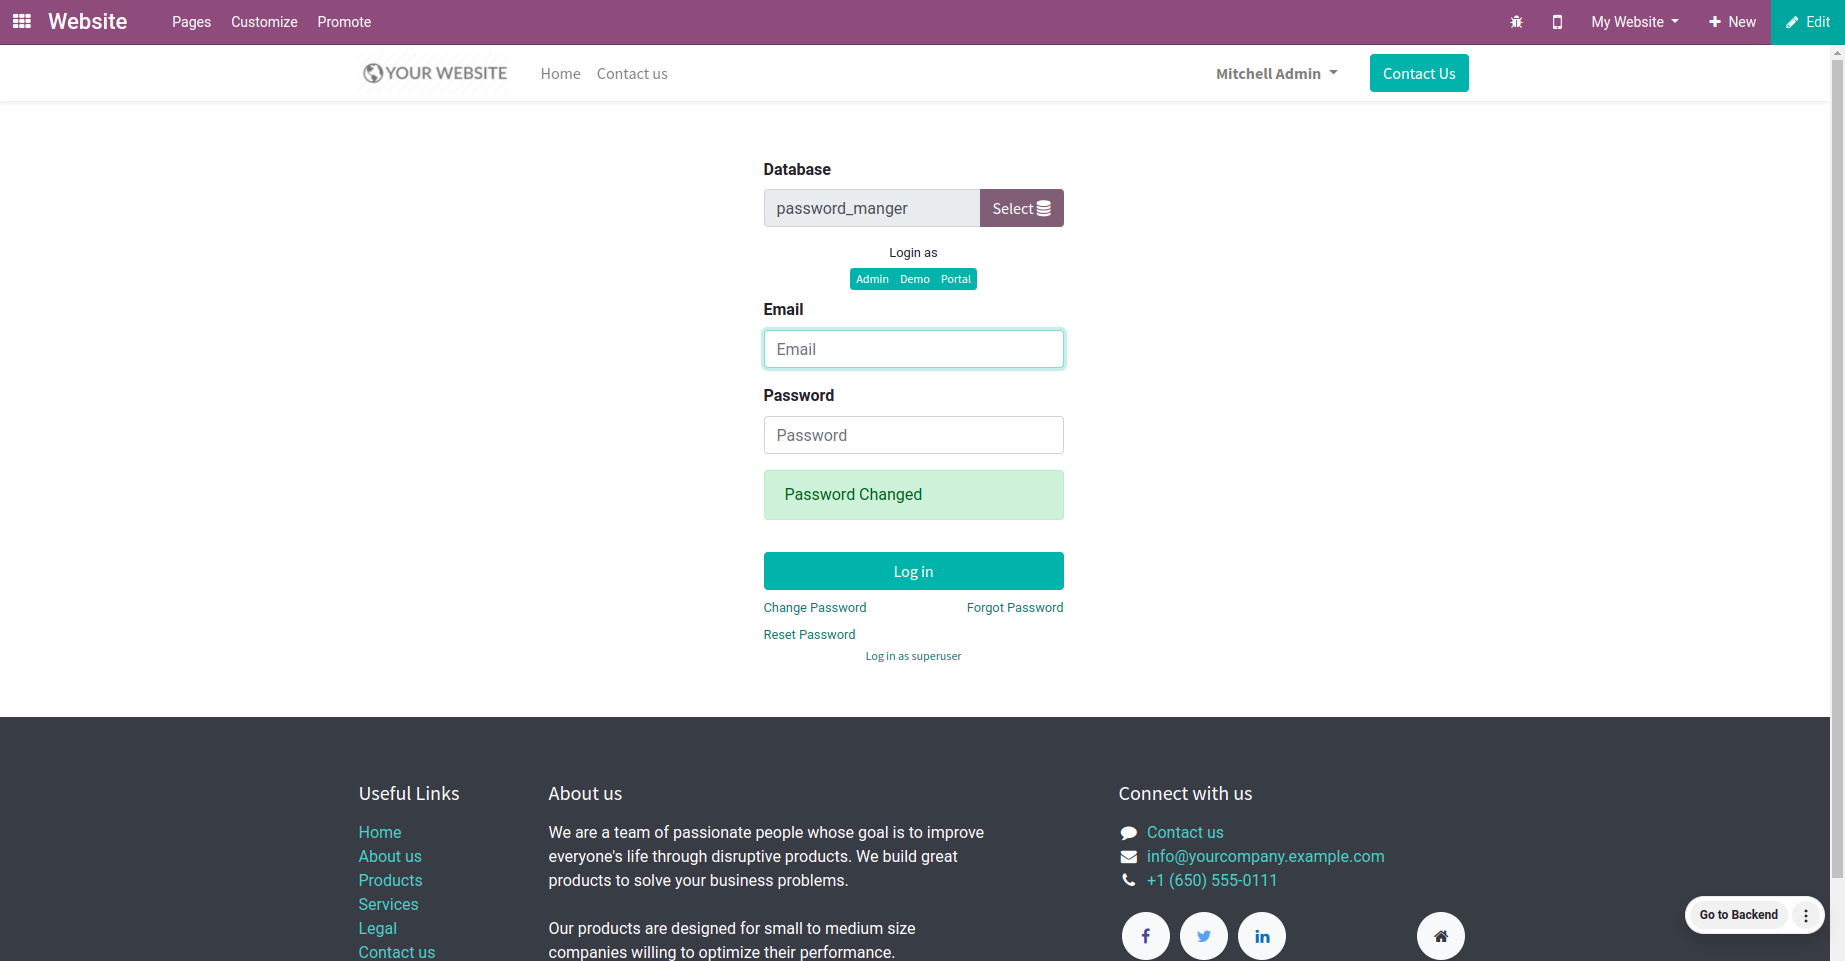 Website Pages Customize Promote My Website New Edit
YOUR WEBSITE Home Contact us Mitchell Admin Contact Us
Database
password_manger Select
Login as
Admin Demo Portal
Email
Email
Password
Password
Password Changed
Log in
Change Password Forgot Password
Reset Password
Log in as superuser
Useful Links
Home
About us
Products
Services
Legal
Contact us
About us
We are a team of passionate people whose goal is to improve
everyone's life through disruptive products. We build great
products to solve your business problems.
Our products are designed for small to medium size
companies willing to optimize their performance.
Connect with us
Contact us
info@yourcompany.example.com
+1 (650) 555-0111
Go to Backend